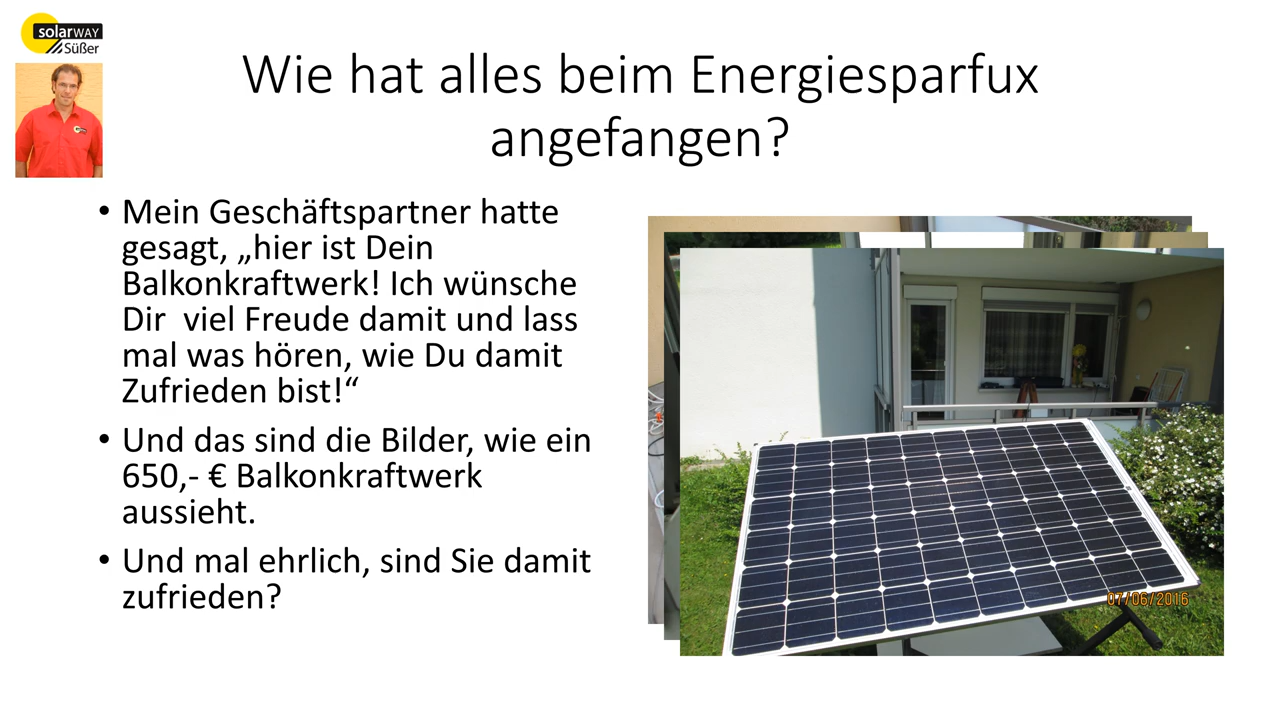 solarWAY
Süßer
Wie hat alles beim Energiesparfux
angefangen?
• Mein Geschäftspartner hatte
gesagt, „hier ist Dein
Balkonkraftwerk! Ich wünsche
Dir  viel Freude damit und lass
mal was hören, wie Du damit
Zufrieden bist!“
• Und das sind die Bilder, wie ein
650,- € Balkonkraftwerk
aussieht.
• Und mal ehrlich, sind Sie damit
zufrieden?
07/06/2016